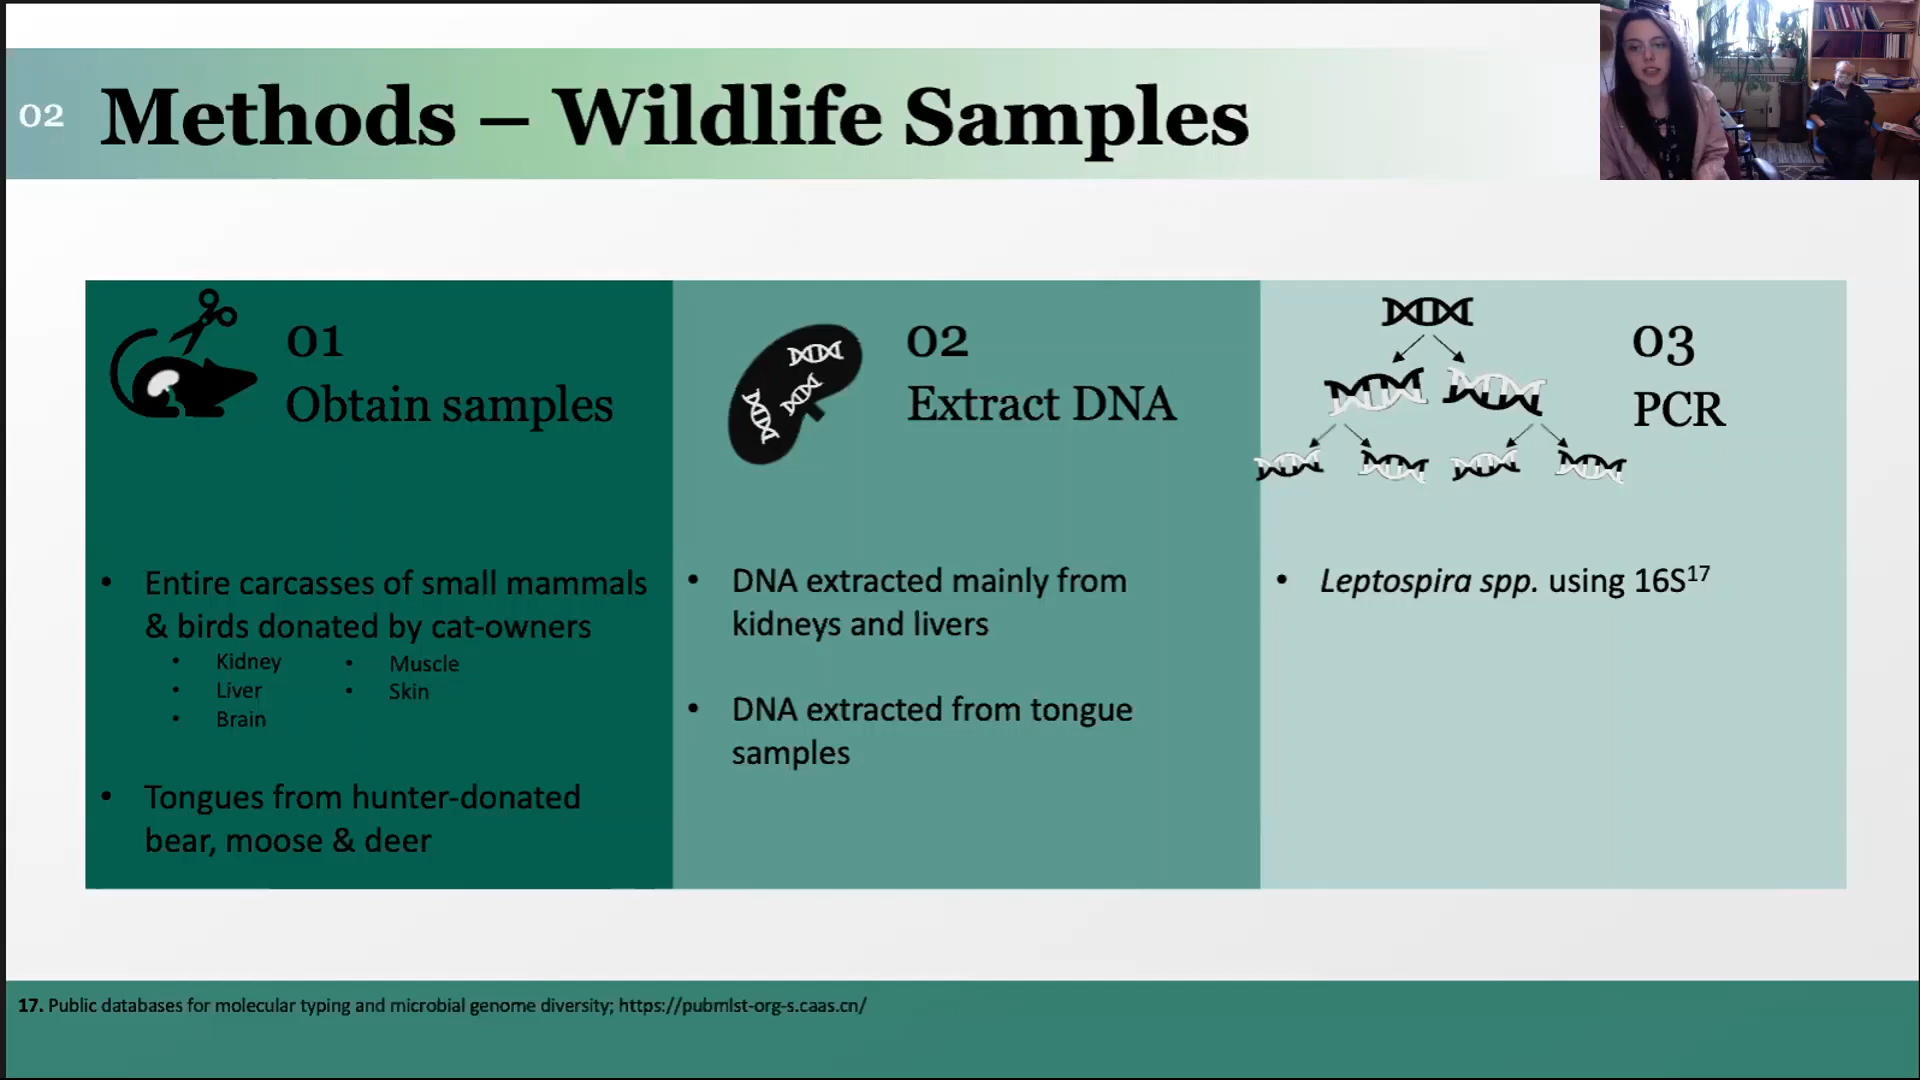 02
Methods – Wildlife Samples
01
Obtain samples
• Entire carcasses of small mammals
& birds donated by cat-owners
• Kidney
• Liver
• Brain
• Muscle
• Skin
• Tongues from hunter-donated
bear, moose & deer
02
Extract DNA
• DNA extracted mainly from
kidneys and livers
• DNA extracted from tongue
samples
03
PCR
• Leptospira spp. using 16S¹⁷
17. Public databases for molecular typing and microbial genome diversity; https://pubmlst-org-s.caas.cn/